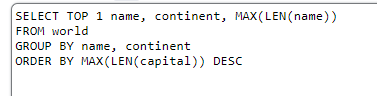 SELECT TOP 1 name, continent, MAX(LEN(name))
FROM world
GROUP BY name, continent
ORDER BY MAX(LEN(capital)) DESC